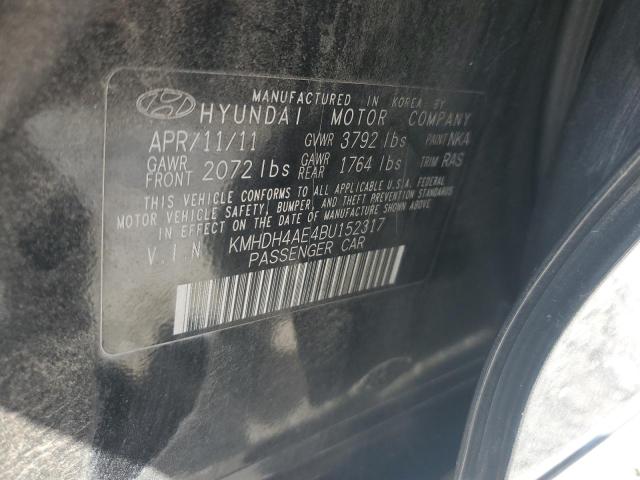 MANUFACTURED IN KOREA BY
HYUNDAI MOTOR COMPANY
APR/11/11 GVWR 3792 lbs PAINT NKA
GAWR FRONT 2072 lbs GAWR REAR 1764 lbs TRIM RAS
THIS VEHICLE CONFORMS TO ALL APPLICABLE U.S.A. FEDERAL
MOTOR VEHICLE SAFETY, BUMPER, AND THEFT PREVENTION STANDARDS
IN EFFECT ON THE DATE OF MANUFACTURE SHOWN ABOVE.
V.I.N KMHDH4AE4BU152317
PASSENGER CAR